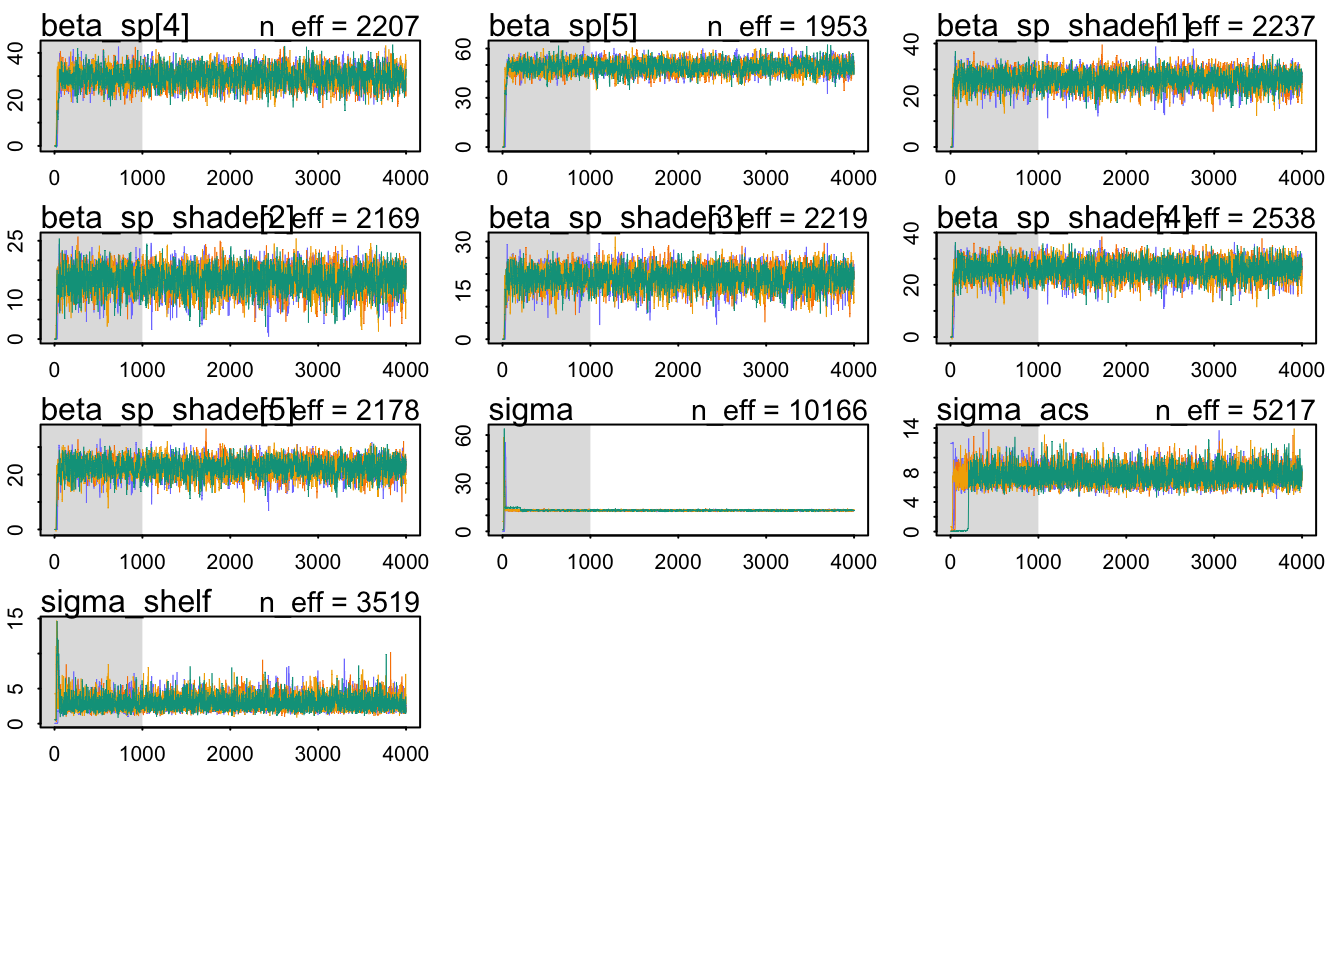 beta_sp[4] n_eff = 2207
40
20
0
0 1000 2000 3000 4000
beta_sp[5] n_eff = 1953
60
30
0
0 1000 2000 3000 4000
beta_sp_shade[1] n_eff = 2237
40
20
0
0 1000 2000 3000 4000
beta_sp_shade[2] n_eff = 2169
25
10
0
0 1000 2000 3000 4000
beta_sp_shade[3] n_eff = 2219
30
15
0
0 1000 2000 3000 4000
beta_sp_shade[4] n_eff = 2538
40
20
0
0 1000 2000 3000 4000
beta_sp_shade[5] n_eff = 2178
20
0
0 1000 2000 3000 4000
sigma n_eff = 10166
60
30
0
0 1000 2000 3000 4000
sigma_acs n_eff = 5217
14
8
4
0
0 1000 2000 3000 4000
sigma_shelf n_eff = 3519
15
5
0
0 1000 2000 3000 4000